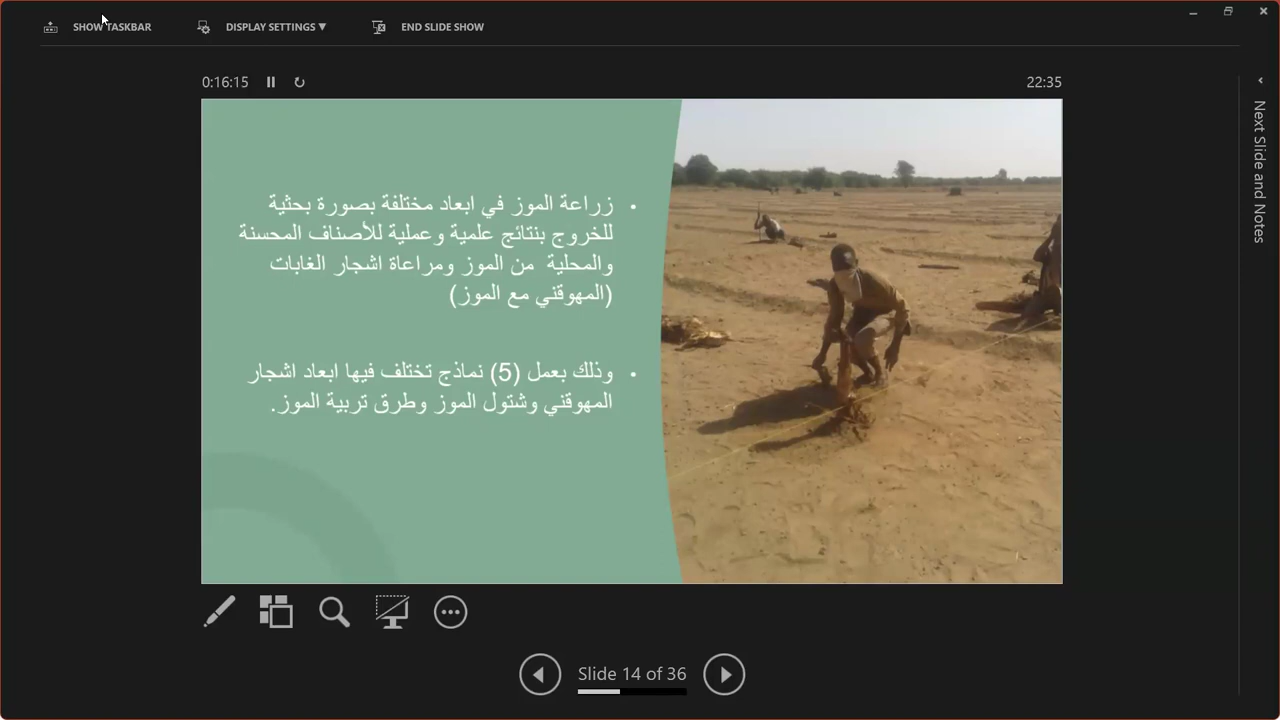 SHOW TASKBAR
DISPLAY SETTINGS ▼
END SLIDE SHOW
0:16:15
22:35
Next Slide and Notes
• زراعة الموز في ابعاد مختلفة بصورة بحثية
للخروج بنتائج علمية وعملية للأصناف المحسنة
والمحلية من الموز ومراعاة اشجار الغابات
(المهوقني مع الموز)
• وذلك بعمل (5) نماذج تختلف فيها ابعاد اشجار
المهوقني وشتول الموز وطرق تربية الموز.
Slide 14 of 36